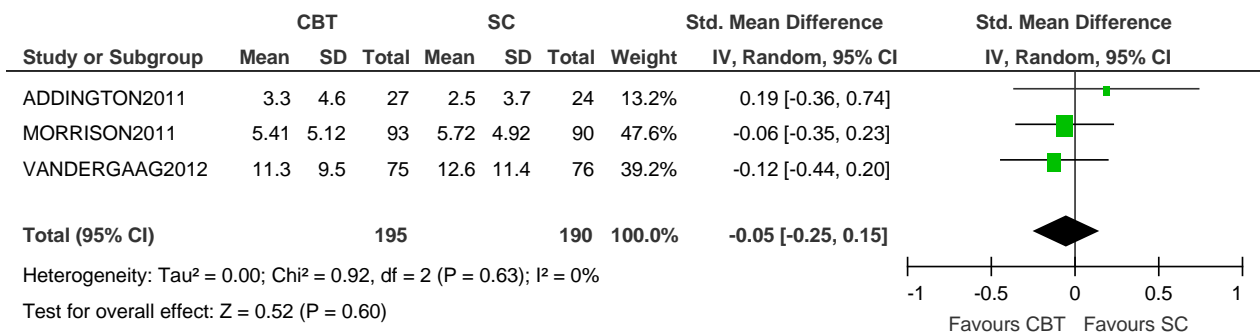 CBT SC Std. Mean Difference Std. Mean Difference
Study or Subgroup Mean SD Total Mean SD Total Weight IV, Random, 95% CI IV, Random, 95% CI
ADDINGTON2011 3.3 4.6 27 2.5 3.7 24 13.2% 0.19 [-0.36, 0.74]
MORRISON2011 5.41 5.12 93 5.72 4.92 90 47.6% -0.06 [-0.35, 0.23]
VANDERGAAG2012 11.3 9.5 75 12.6 11.4 76 39.2% -0.12 [-0.44, 0.20]
Total (95% CI) 195 190 100.0% -0.05 [-0.25, 0.15]
Heterogeneity: Tau² = 0.00; Chi² = 0.92, df = 2 (P = 0.63); I² = 0%
Test for overall effect: Z = 0.52 (P = 0.60)
-1 -0.5 0 0.5 1
Favours CBT Favours SC